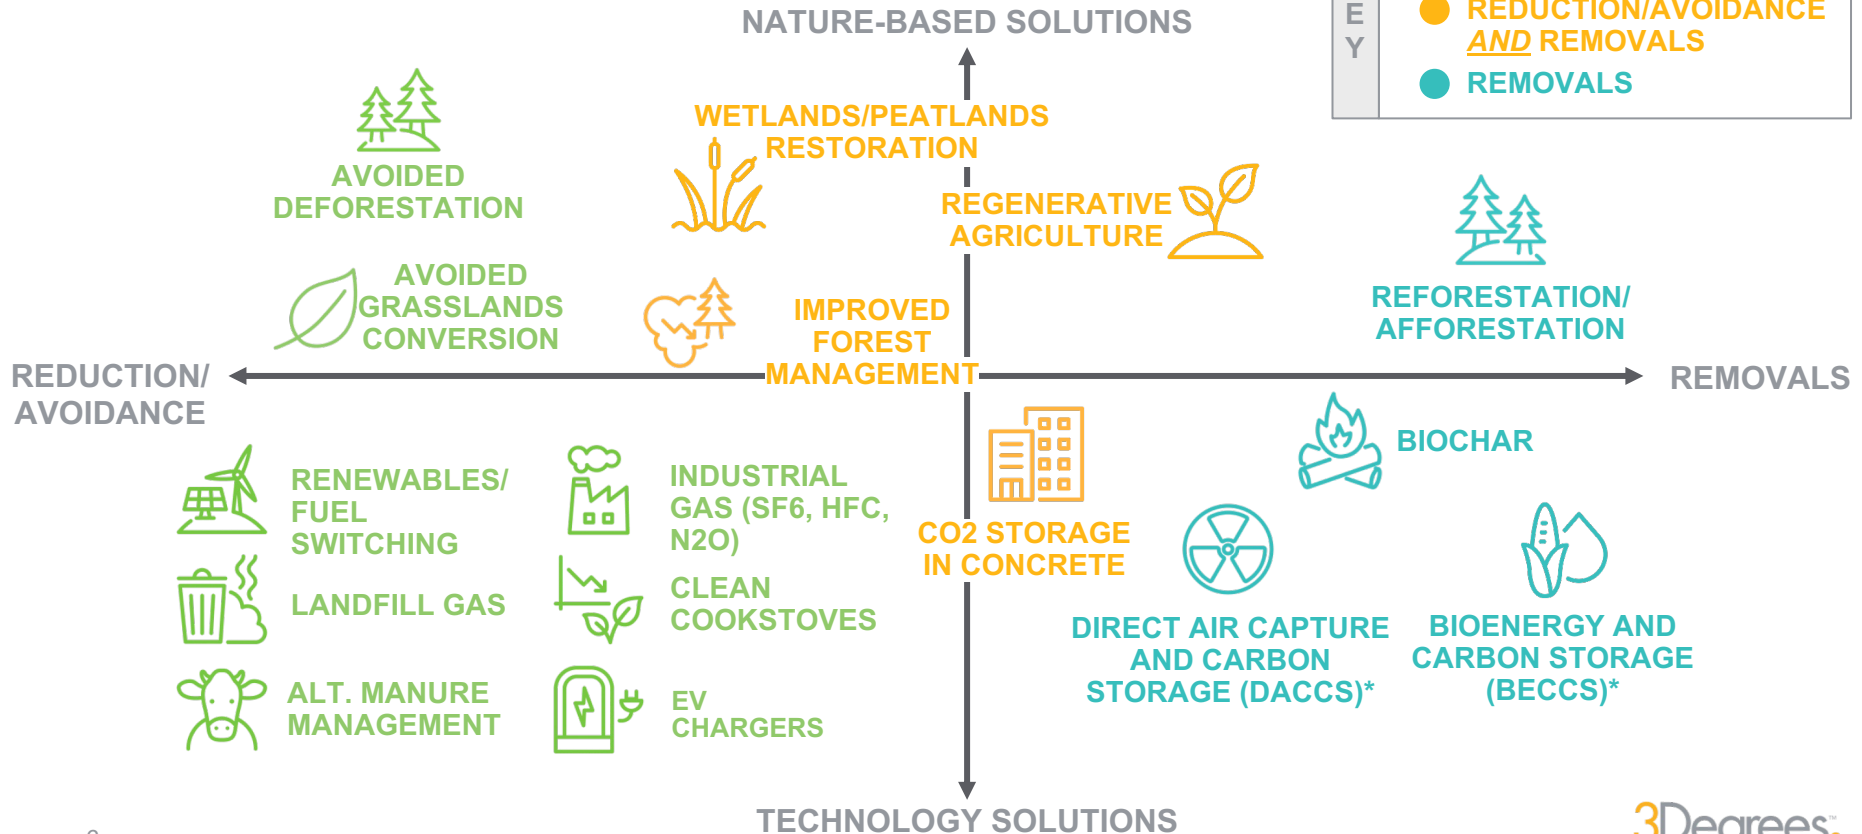 NATURE-BASED SOLUTIONS
E
Y
REDUCTION/AVOIDANCE
AND REMOVALS
REMOVALS
AVOIDED
DEFORESTATION
WETLANDS/PEATLANDS
RESTORATION
REGENERATIVE
AGRICULTURE
AVOIDED
GRASSLANDS
CONVERSION
IMPROVED
FOREST
MANAGEMENT
REFORESTATION/
AFFORESTATION
REDUCTION/
AVOIDANCE
REMOVALS
RENEWABLES/
FUEL
SWITCHING
INDUSTRIAL
GAS (SF6, HFC,
N2O)
CO2 STORAGE
IN CONCRETE
BIOCHAR
LANDFILL GAS
CLEAN
COOKSTOVES
DIRECT AIR CAPTURE
AND CARBON
STORAGE (DACCS)*
BIOENERGY AND
CARBON STORAGE
(BECCS)*
ALT. MANURE
MANAGEMENT
EV
CHARGERS
TECHNOLOGY SOLUTIONS
3Degrees™